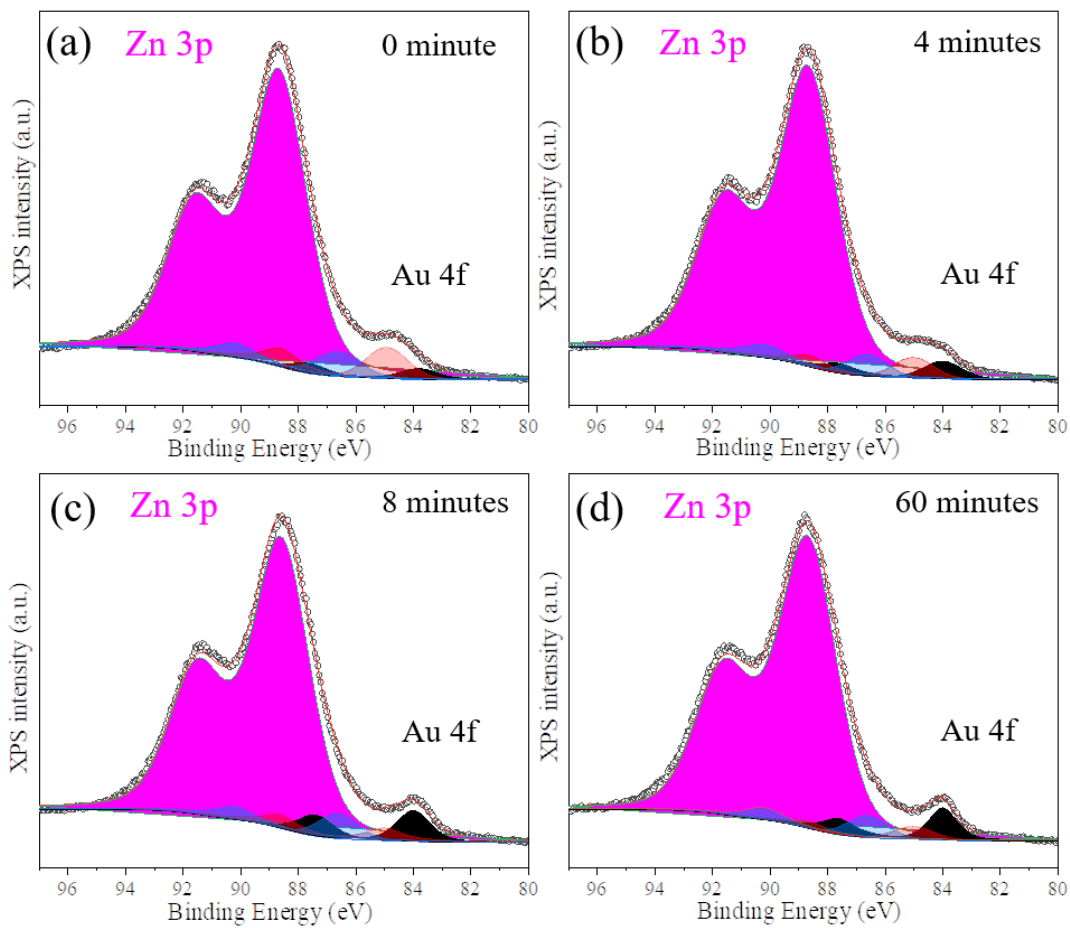 (a) Zn 3p 0 minute
Au 4f
XPS intensity (a.u.)
96 94 92 90 88 86 84 82 80
Binding Energy (eV)
(b) Zn 3p 4 minutes
Au 4f
XPS intensity (a.u.)
96 94 92 90 88 86 84 82 80
Binding Energy (eV)
(c) Zn 3p 8 minutes
Au 4f
XPS intensity (a.u.)
96 94 92 90 88 86 84 82 80
Binding Energy (eV)
(d) Zn 3p 60 minutes
Au 4f
XPS intensity (a.u.)
96 94 92 90 88 86 84 82 80
Binding Energy (eV)